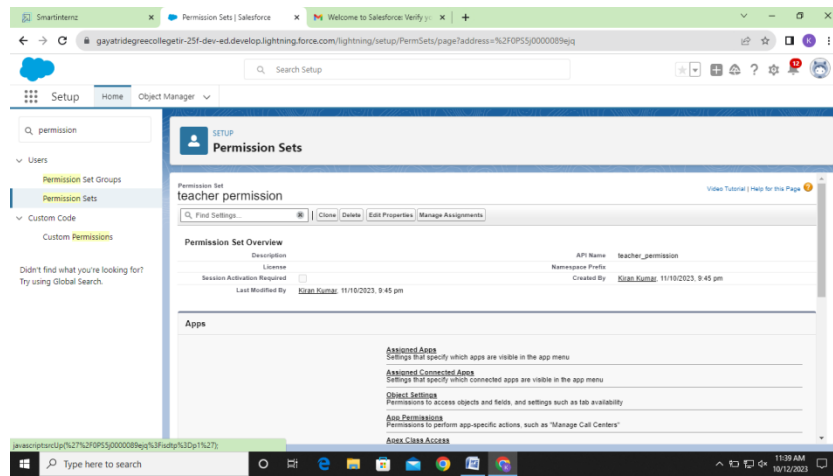 Smartinternz
Permission Sets | Salesforce
Welcome to Salesforce: Verify yo
gayatridegreecollegetir-25f-dev-ed.develop.lightning.force.com/lightning/setup/PermSets/page?address=%2F0PS5j0000089ejq
K
Search Setup
12
Setup
Home
Object Manager
permission
Users
Permission Set Groups
Permission Sets
Custom Code
Custom Permissions
Didn't find what you're looking for?
Try using Global Search.
SETUP
Permission Sets
Permission Set
teacher permission
Video Tutorial | Help for this Page
Find Settings...
Clone Delete Edit Properties Manage Assignments
Permission Set Overview
Description
API Name teacher_permission
License
Namespace Prefix
Session Activation Required
Created By Kiran Kumar, 11/10/2023, 9:45 pm
Last Modified By Kiran Kumar, 11/10/2023, 9:45 pm
Apps
Assigned Apps
Settings that specify which apps are visible in the app menu
Assigned Connected Apps
Settings that specify which connected apps are visible in the app menu
Object Settings
Permissions to access objects and fields, and settings such as tab availability
App Permissions
Permissions to perform app-specific actions, such as "Manage Call Centers"
Apex Class Access
javascript:srcUp(%27%2F0PS5j0000089ejq%3Fisdtp%3Dp1%27);
Type here to search
11:39 AM
10/12/2023